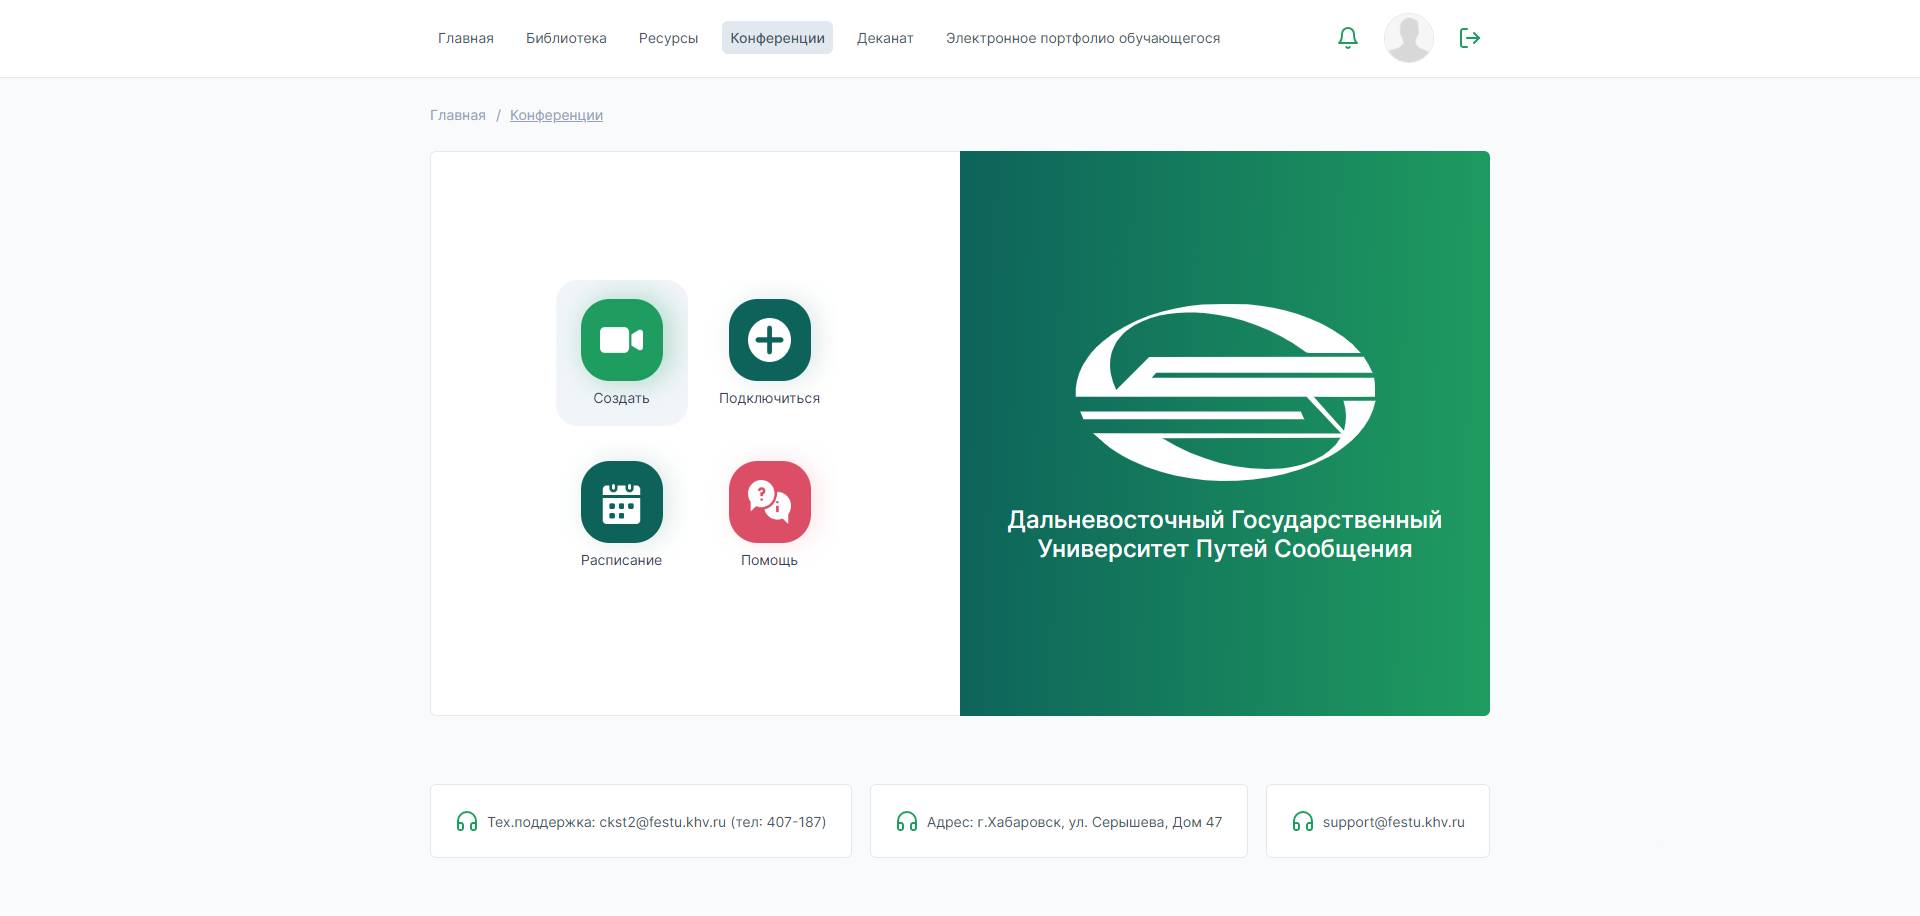 Главная Библиотека Ресурсы Конференции Деканат Электронное портфолио обучающегося
Главная / Конференции
Создать Подключиться
Расписание Помощь
Дальневосточный Государственный
Университет Путей Сообщения
Тех.поддержка: ckst2@festu.khv.ru (тел: 407-187)
Адрес: г.Хабаровск, ул. Серышева, Дом 47
support@festu.khv.ru